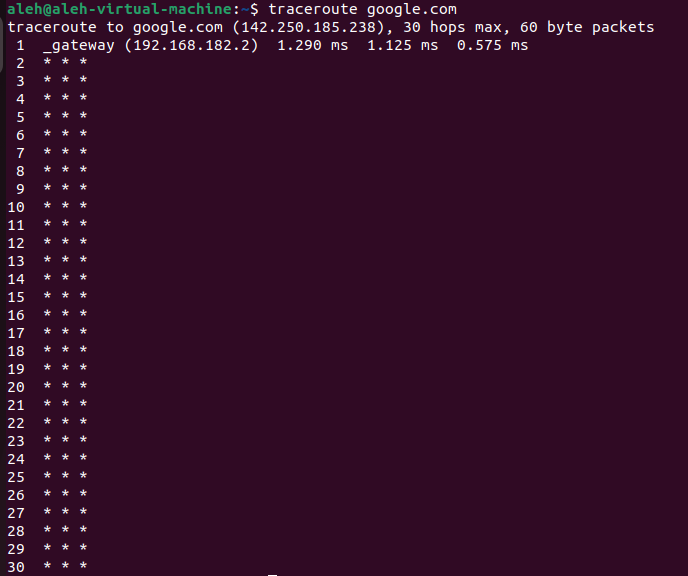 aleh@aleh-virtual-machine:~$ traceroute google.com
traceroute to google.com (142.250.185.238), 30 hops max, 60 byte packets
 1  _gateway (192.168.182.2)  1.290 ms  1.125 ms  0.575 ms
 2  * * *
 3  * * *
 4  * * *
 5  * * *
 6  * * *
 7  * * *
 8  * * *
 9  * * *
10  * * *
11  * * *
12  * * *
13  * * *
14  * * *
15  * * *
16  * * *
17  * * *
18  * * *
19  * * *
20  * * *
21  * * *
22  * * *
23  * * *
24  * * *
25  * * *
26  * * *
27  * * *
28  * * *
29  * * *
30  * * *